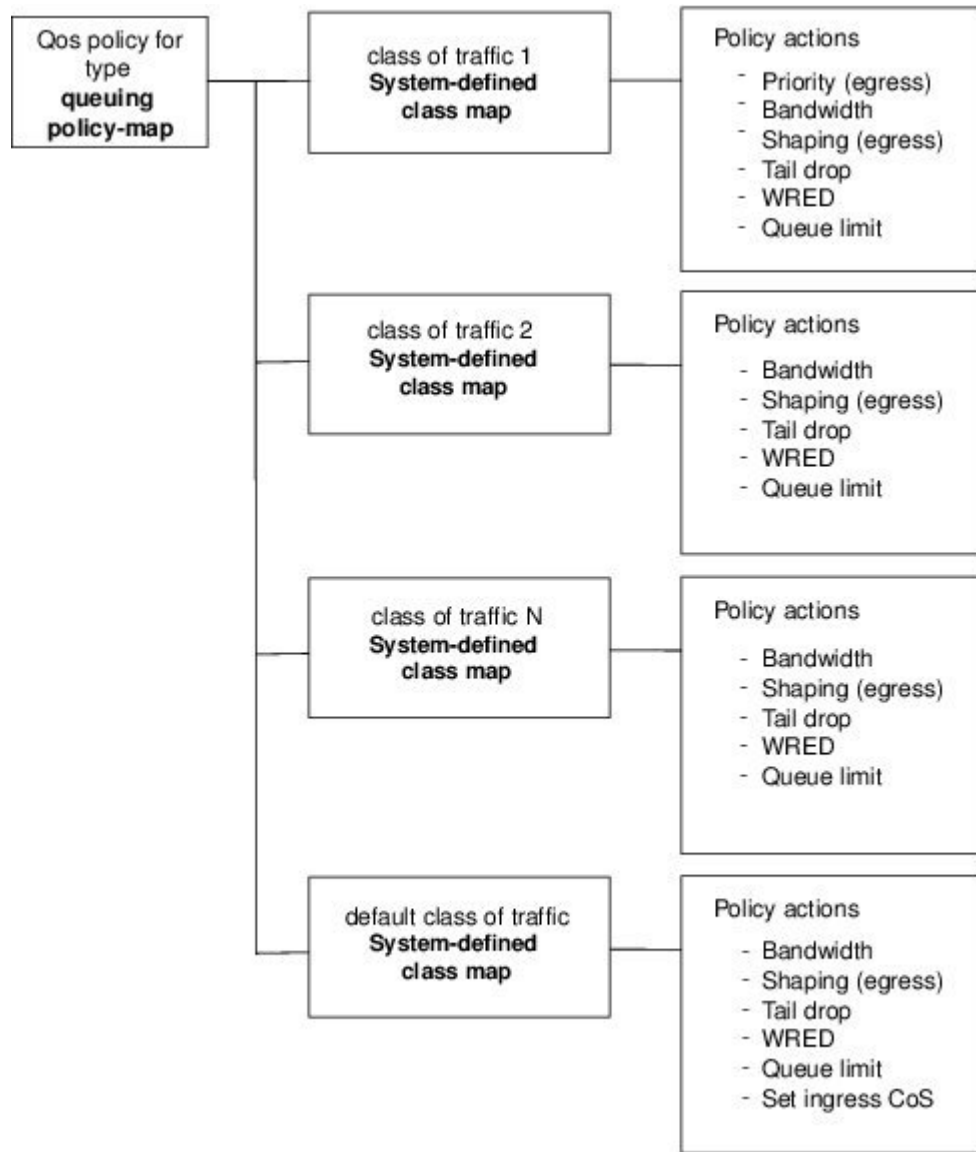 Qos policy for
type
queuing
policy-map
class of traffic 1
System-defined
class map
Policy actions
- Priority (egress)
- Bandwidth
- Shaping (egress)
- Tail drop
- WRED
- Queue limit
class of traffic 2
System-defined
class map
Policy actions
- Bandwidth
- Shaping (egress)
- Tail drop
- WRED
- Queue limit
class of traffic N
System-defined
class map
Policy actions
- Bandwidth
- Shaping (egress)
- Tail drop
- WRED
- Queue limit
default class of traffic
System-defined
class map
Policy actions
- Bandwidth
- Shaping (egress)
- Tail drop
- WRED
- Queue limit
- Set ingress CoS